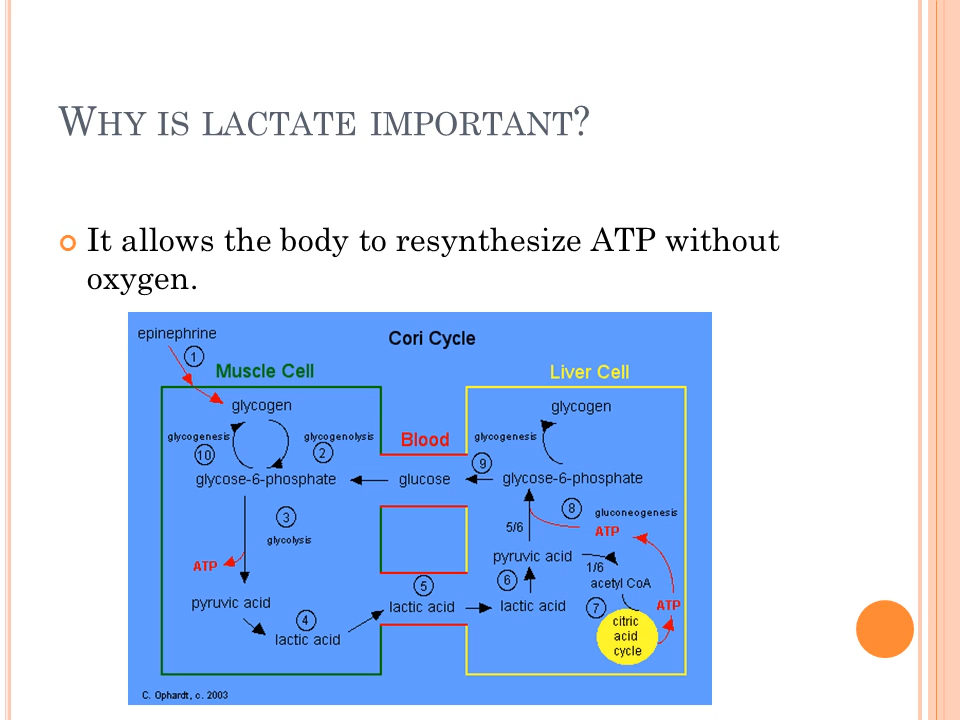 WHY IS LACTATE IMPORTANT?
It allows the body to resynthesize ATP without
oxygen.
epinephrine
Cori Cycle
1
Muscle Cell
Liver Cell
glycogen
glycogen
glycogenesis
glycogenolysis
Blood
glycogenesis
10
2
9
glycose-6-phosphate
glucose
glycose-6-phosphate
3
8
gluconeogenesis
glycolysis
5/6
ATP
ATP
pyruvic acid
1/6
5
6
acetyl CoA
pyruvic acid
lactic acid
lactic acid
7
ATP
4
citric
acid
cycle
lactic acid
C. Ophardt, c. 2003